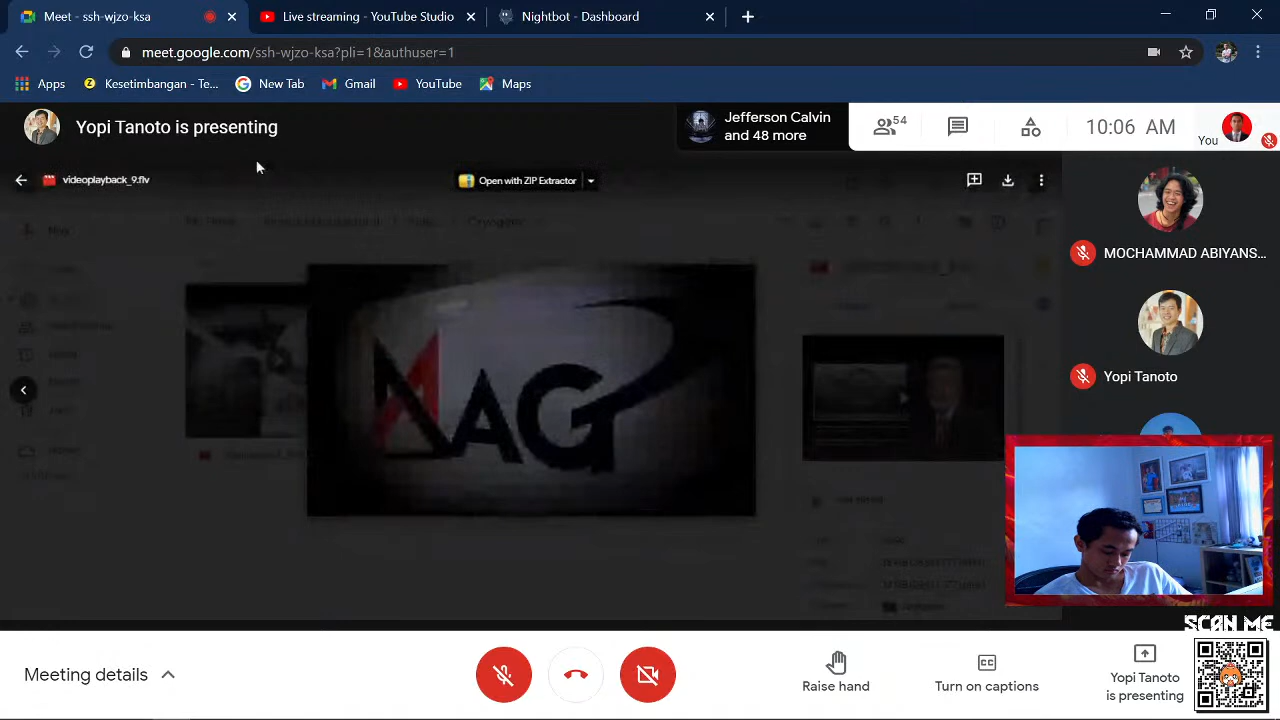 Meet - ssh-wjzo-ksa
Live streaming - YouTube Studio
Nightbot - Dashboard
meet.google.com/ssh-wjzo-ksa?pli=1&authuser=1
Apps
Kesetimbangan - Te...
New Tab
Gmail
YouTube
Maps
Yopi Tanoto is presenting
Jefferson Calvin
and 48 more
54
10:06 AM
You
videoplayback_9.flv
Open with ZIP Extractor
MOCHAMMAD ABIYANS...
Yopi Tanoto
SCAN ME
Meeting details
Raise hand
Turn on captions
Yopi Tanoto
is presenting